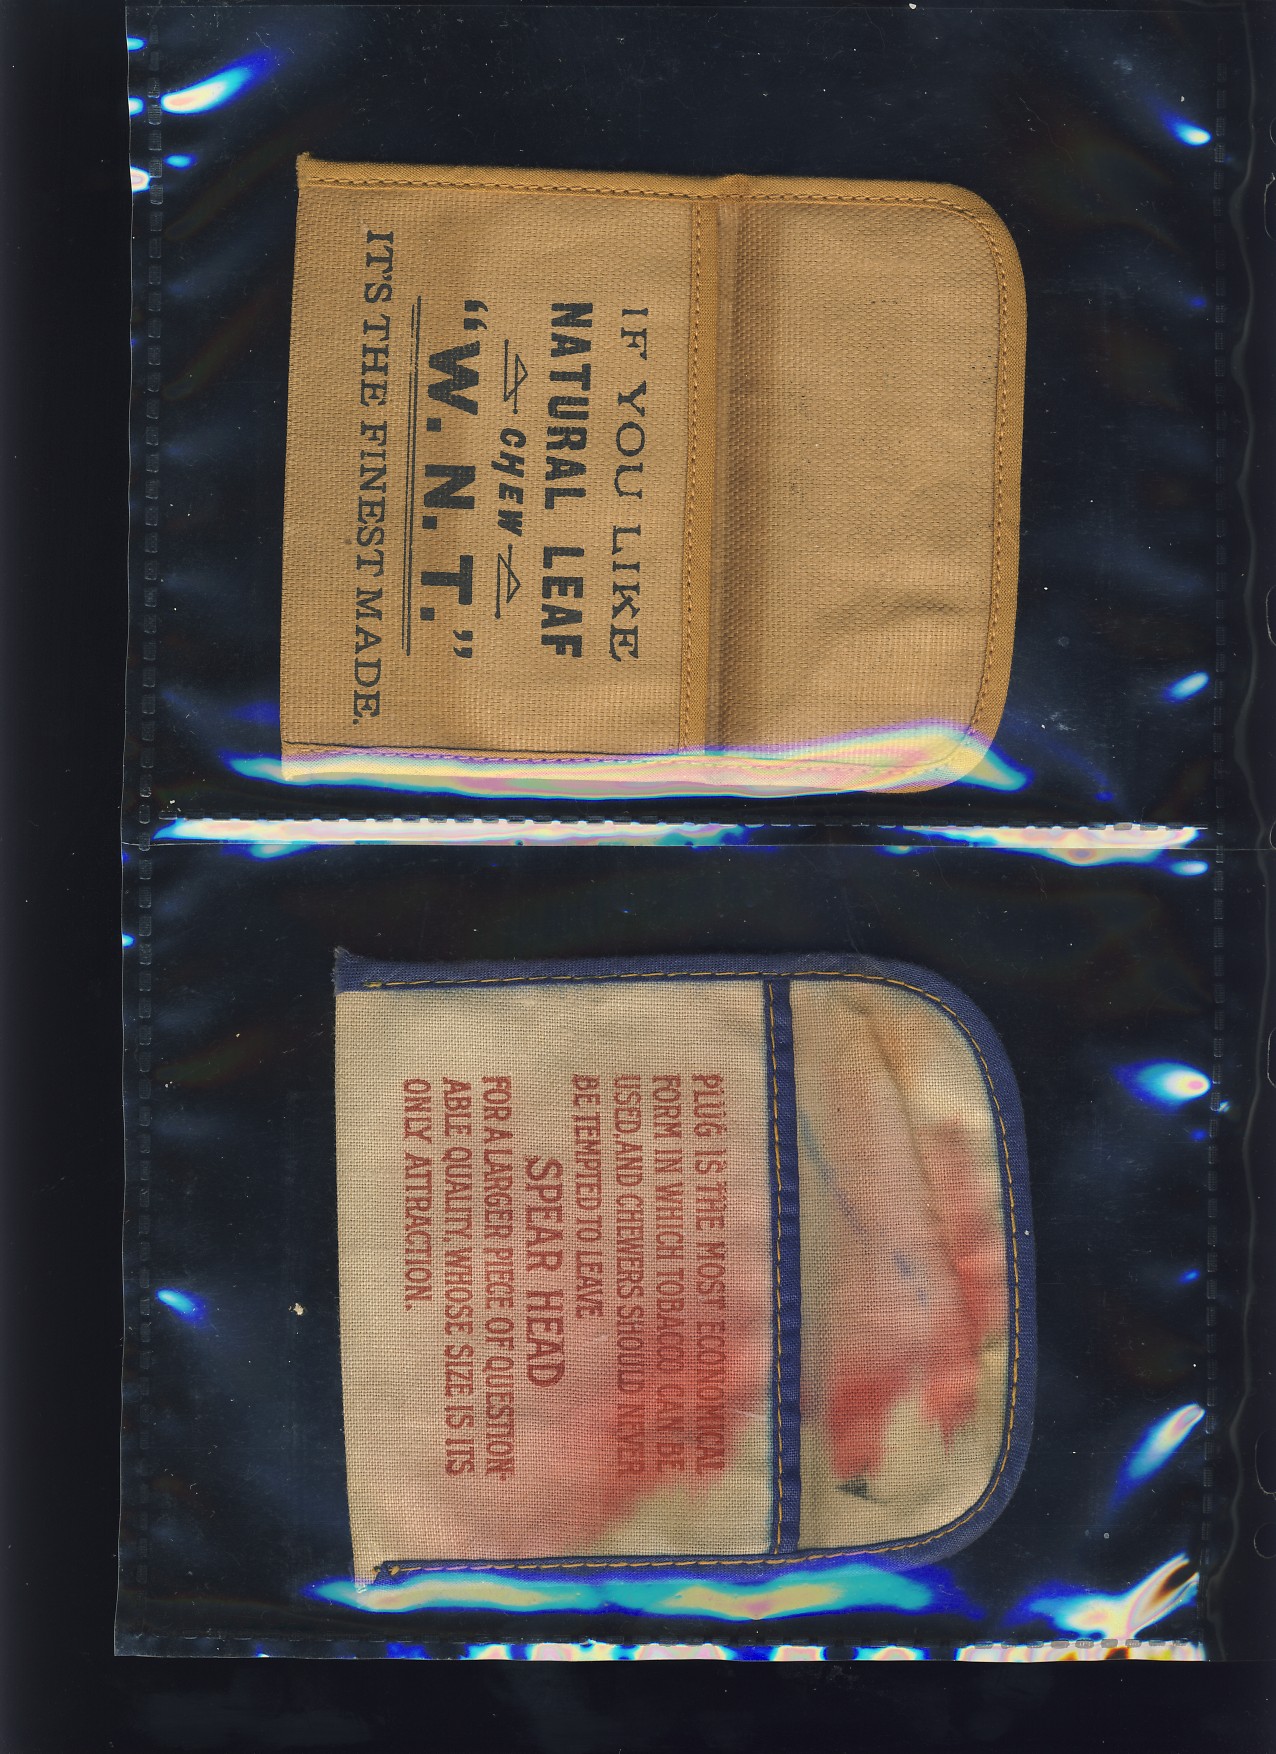 IF YOU LIKE
NATURAL LEAF
CHEW
"W. N. T."
IT'S THE FINEST MADE.
PLUG IS THE MOST ECONOMICAL
FORM IN WHICH TOBACCO CAN BE
USED, AND CHEWERS SHOULD NEVER
BE TEMPTED TO LEAVE
SPEAR HEAD
FOR A LARGER PIECE OF QUESTION-
ABLE QUALITY, WHOSE SIZE IS ITS
ONLY ATTRACTION.